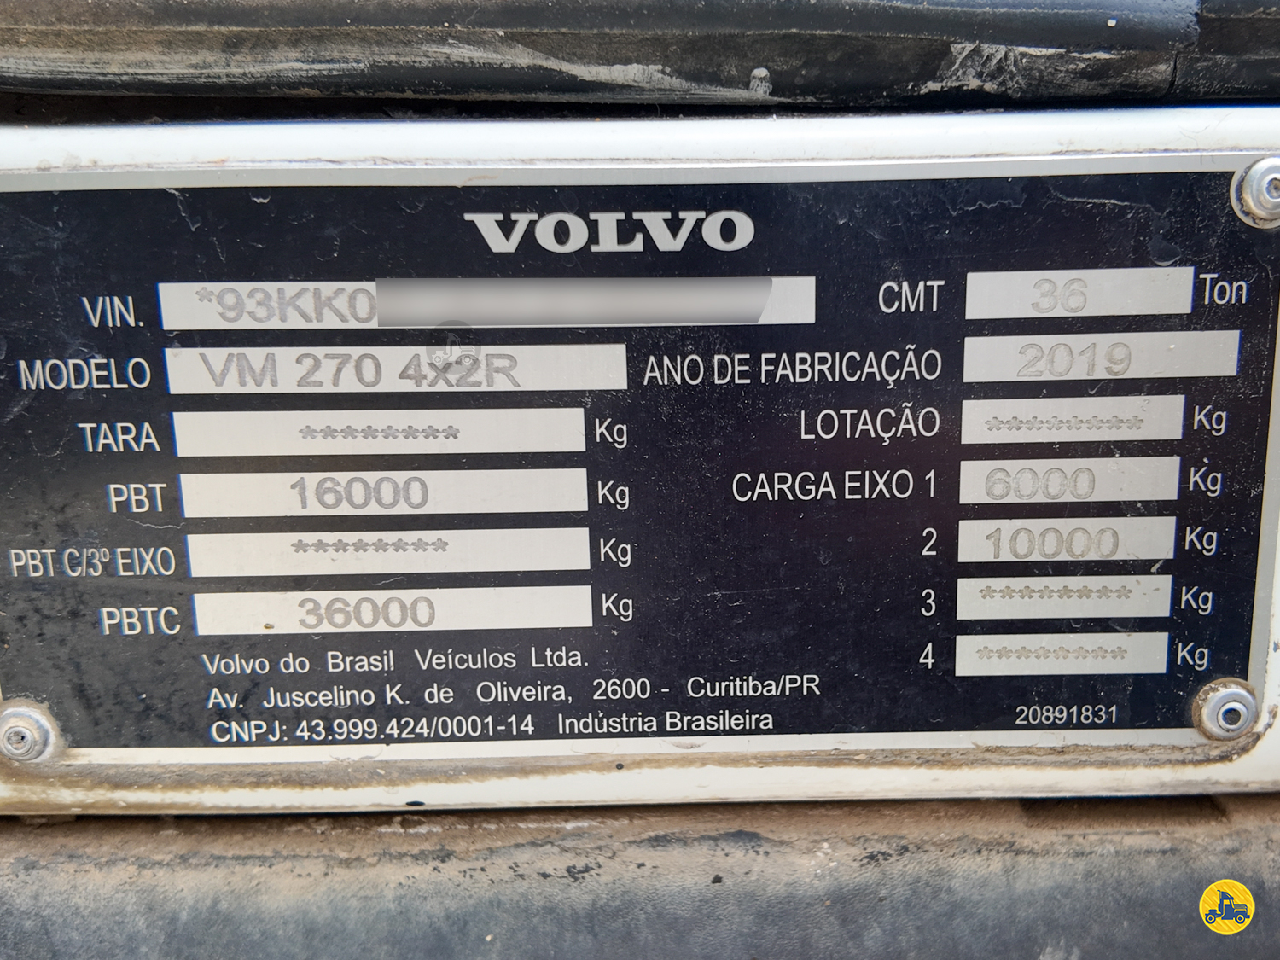 VOLVO
VIN. *93KK0
CMT 36 Ton
MODELO VM 270 4x2R
ANO DE FABRICAÇÃO 2019
TARA ******** Kg
LOTAÇÃO ******** Kg
PBT 16000 Kg
CARGA EIXO 1 6000 Kg
PBT C/3º EIXO ******** Kg
2 10000 Kg
PBTC 36000 Kg
3 ******** Kg
4 ******** Kg
Volvo do Brasil Veículos Ltda.
Av. Juscelino K. de Oliveira, 2600 - Curitiba/PR
CNPJ: 43.999.424/0001-14 Indústria Brasileira
20891831